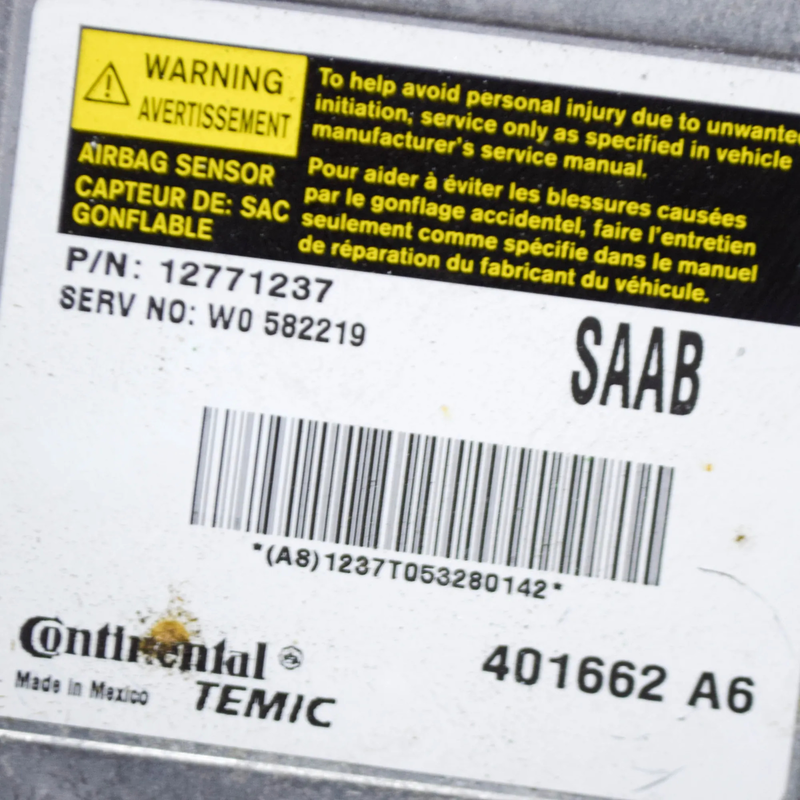 WARNING
AVERTISSEMENT
AIRBAG SENSOR
CAPTEUR DE: SAC
GONFLABLE
To help avoid personal injury due to unwante
initiation, service only as specified in vehicle
manufacturer's service manual.
Pour aider à éviter les blessures causées
par le gonflage accidentel, faire l'entretien
seulement comme spécifie dans le manuel
de réparation du fabricant du véhicule.
P/N: 12771237
SERV NO: W0 582219
SAAB
*(A8)1237T053280142*
Continental
TEMIC
Made in Mexico
401662 A6